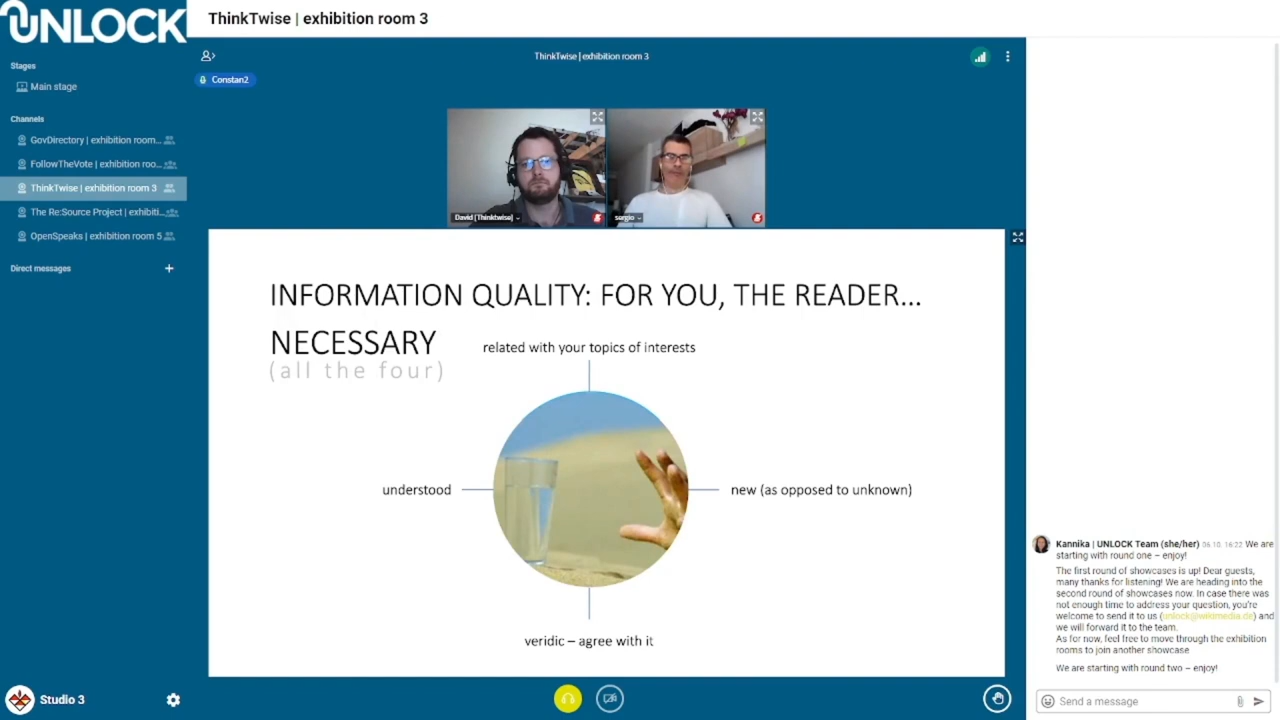 UNLOCK
ThinkTwise | exhibition room 3
Stages
Main stage
Channels
GovDirectory | exhibition room...
FollowTheVote | exhibition roo...
ThinkTwise | exhibition room 3
The Re:Source Project | exhibiti...
OpenSpeaks | exhibition room 5
Direct messages
Studio 3
ThinkTwise | exhibition room 3
Constan2
David [Thinktwise]
sergio
INFORMATION QUALITY: FOR YOU, THE READER...
NECESSARY
(all the four)
related with your topics of interests
understood
new (as opposed to unknown)
veridic – agree with it
Kannika | UNLOCK Team (she/her) 06.10. 16:22 We are
starting with round one – enjoy!
The first round of showcases is up! Dear guests,
many thanks for listening! We are heading into the
second round of showcases now. In case there was
not enough time to address your question, you're
welcome to send it to us (unlock@wikimedia.de) and
we will forward it to the team.
As for now, feel free to move through the exhibition
rooms to join another showcase
We are starting with round two – enjoy!
Send a message